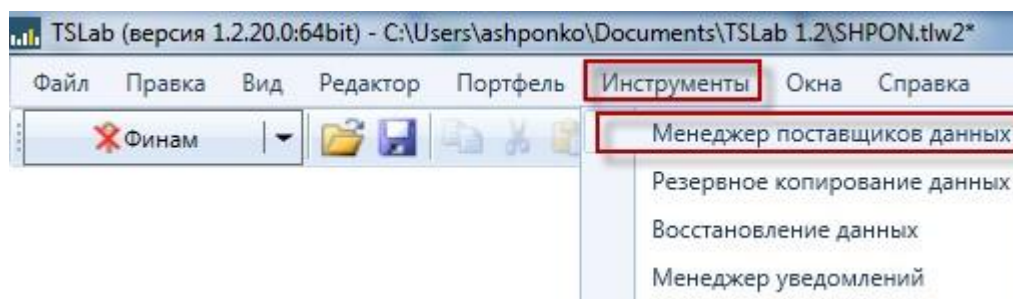 TSLab (версия 1.2.20.0:64bit) - C:\Users\ashponko\Documents\TSLab 1.2\SHPON.tlw2*
Файл Правка Вид Редактор Портфель Инструменты Окна Справка
Финам
Менеджер поставщиков данных
Резервное копирование данных
Восстановление данных
Менеджер уведомлений